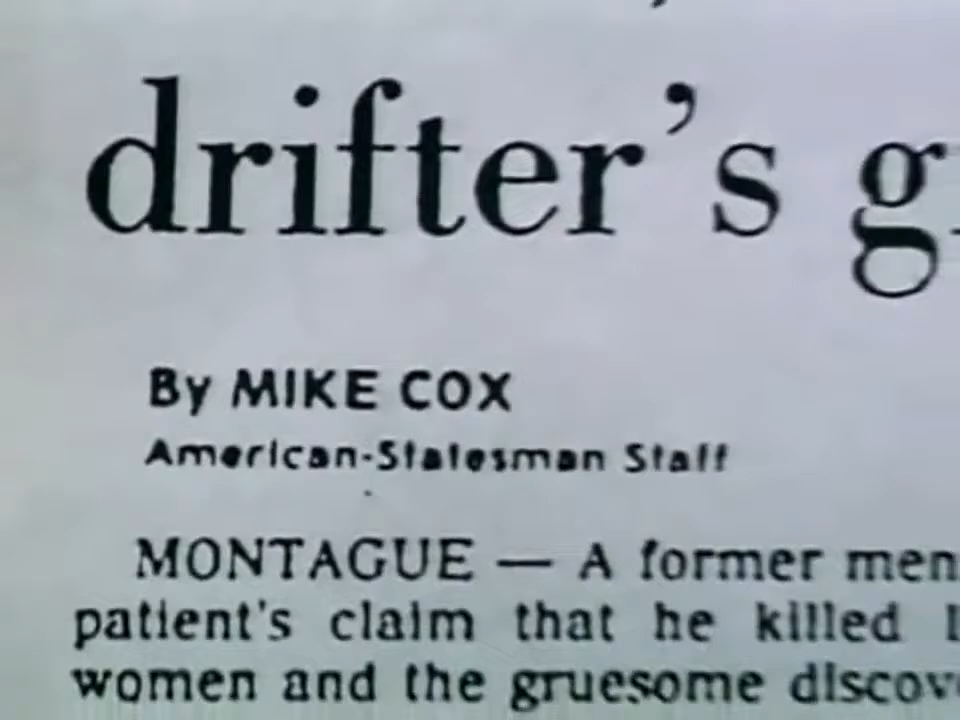 drifter's g
By MIKE COX
American-Statesman Staff
MONTAGUE — A former men
patient's claim that he killed
women and the gruesome discov